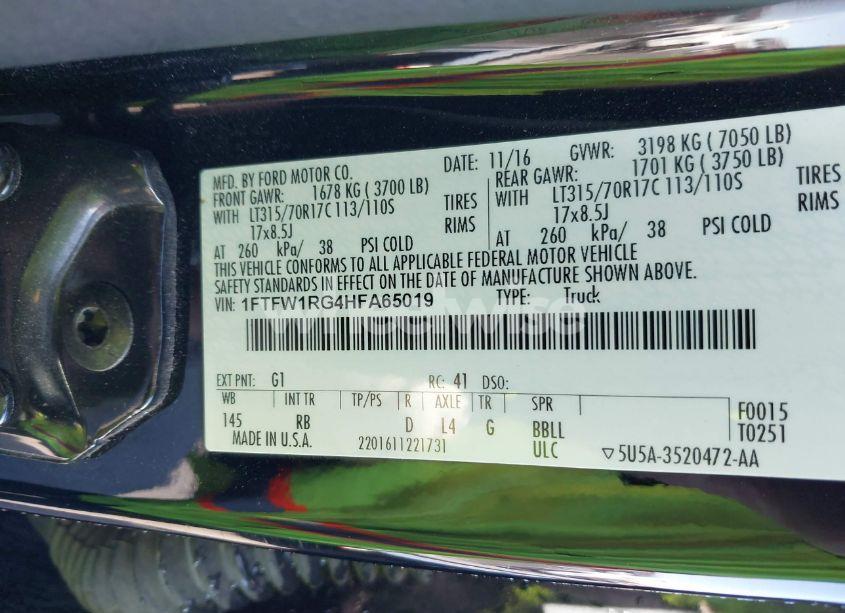 MFD. BY FORD MOTOR CO. DATE: 11/16 GVWR: 3198 KG ( 7050 LB)
FRONT GAWR: 1678 KG ( 3700 LB) REAR GAWR: 1701 KG ( 3750 LB)
WITH LT315/70R17C 113/110S TIRES WITH LT315/70R17C 113/110S TIRES
17x8.5J RIMS 17x8.5J RIMS
AT 260 kPa/ 38 PSI COLD AT 260 kPa/ 38 PSI COLD
THIS VEHICLE CONFORMS TO ALL APPLICABLE FEDERAL MOTOR VEHICLE
SAFETY STANDARDS IN EFFECT ON THE DATE OF MANUFACTURE SHOWN ABOVE.
VIN: 1FTFW1RG4HFA65019 TYPE: Truck
wheelwise
EXT PNT: G1 RC: 41 DSO:
WB INT TR TP/PS R AXLE TR SPR F0015
145 RB D L4 G BBLL T0251
MADE IN U.S.A. 2201611221731 ULC ▽5U5A-3520472-AA